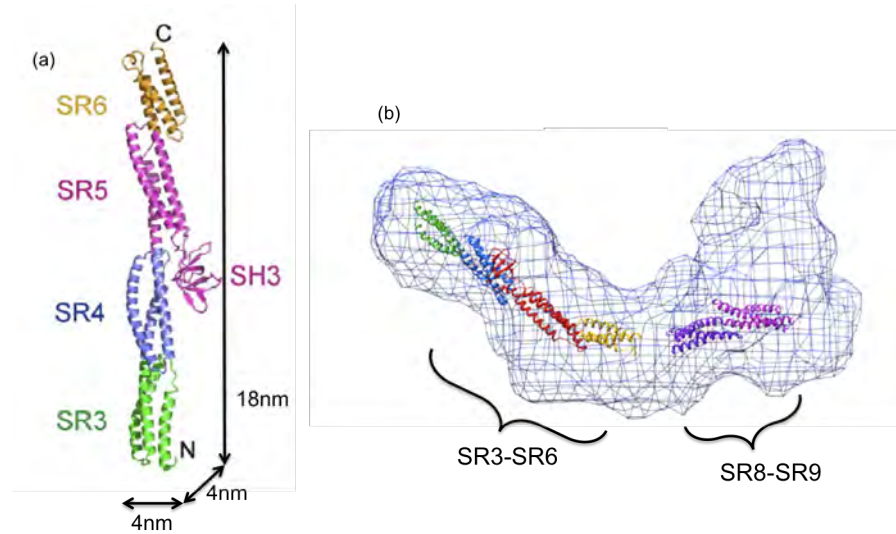 (a)
C
SR6
SR5
SH3
SR4
18nm
SR3
N
4nm
4nm
(b)
SR3-SR6
SR8-SR9